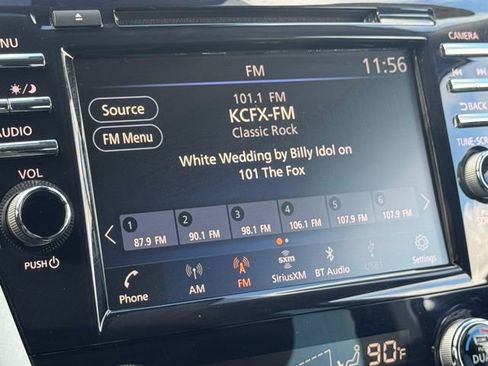 MENU
CAMERA
FM
11:56
101.1 FM
KCFX-FM
Classic Rock
Source
FM Menu
White Wedding by Billy Idol on
101 The Fox
AUDIO
BACK
TUNE-SCR
VOL
PUSH
1 2 3 4 5 6
87.9 FM 90.1 FM 98.1 FM 106.1 FM 107.9 FM 107.9 FM
Phone
AM
FM
sxm
SiriusXM
BT Audio
USB1
Settings
90°F
DUAL